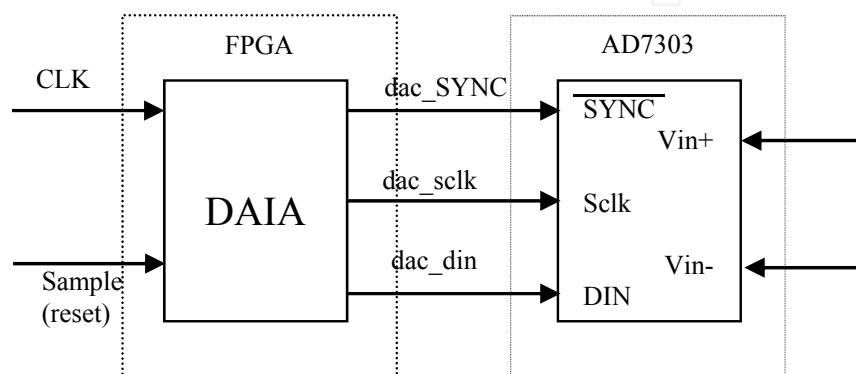 FPGA
AD7303
CLK
dac_SYNC
SYNC
Vin+
dac_sclk
DAIA
Sclk
dac_din
Vin-
Sample
(reset)
DIN